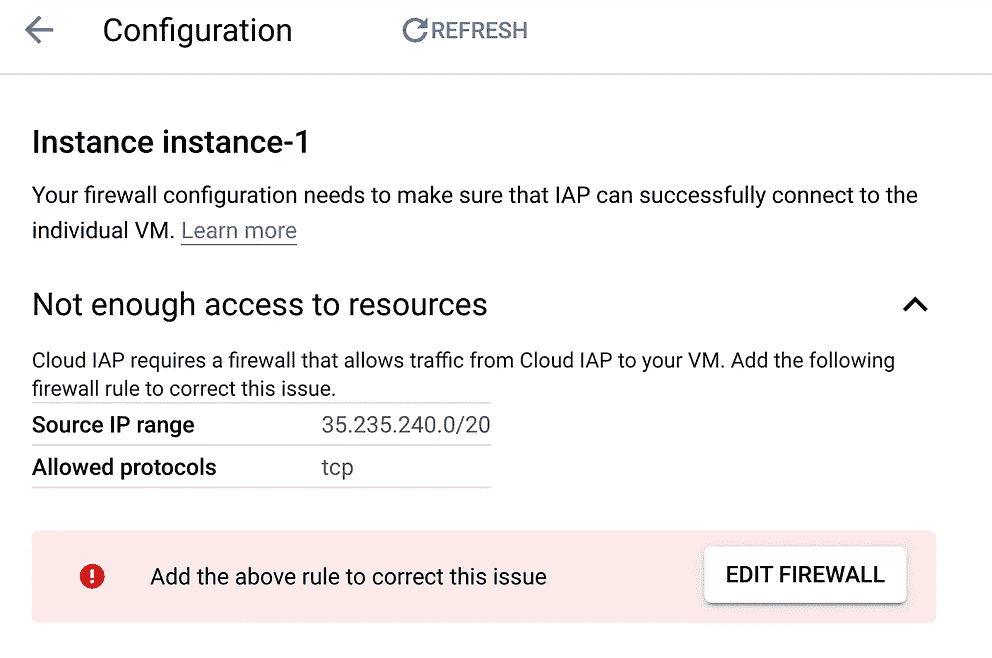 Configuration
REFRESH
Instance instance-1
Your firewall configuration needs to make sure that IAP can successfully connect to the
individual VM. Learn more
Not enough access to resources
Cloud IAP requires a firewall that allows traffic from Cloud IAP to your VM. Add the following
firewall rule to correct this issue.
Source IP range 35.235.240.0/20
Allowed protocols tcp
Add the above rule to correct this issue
EDIT FIREWALL